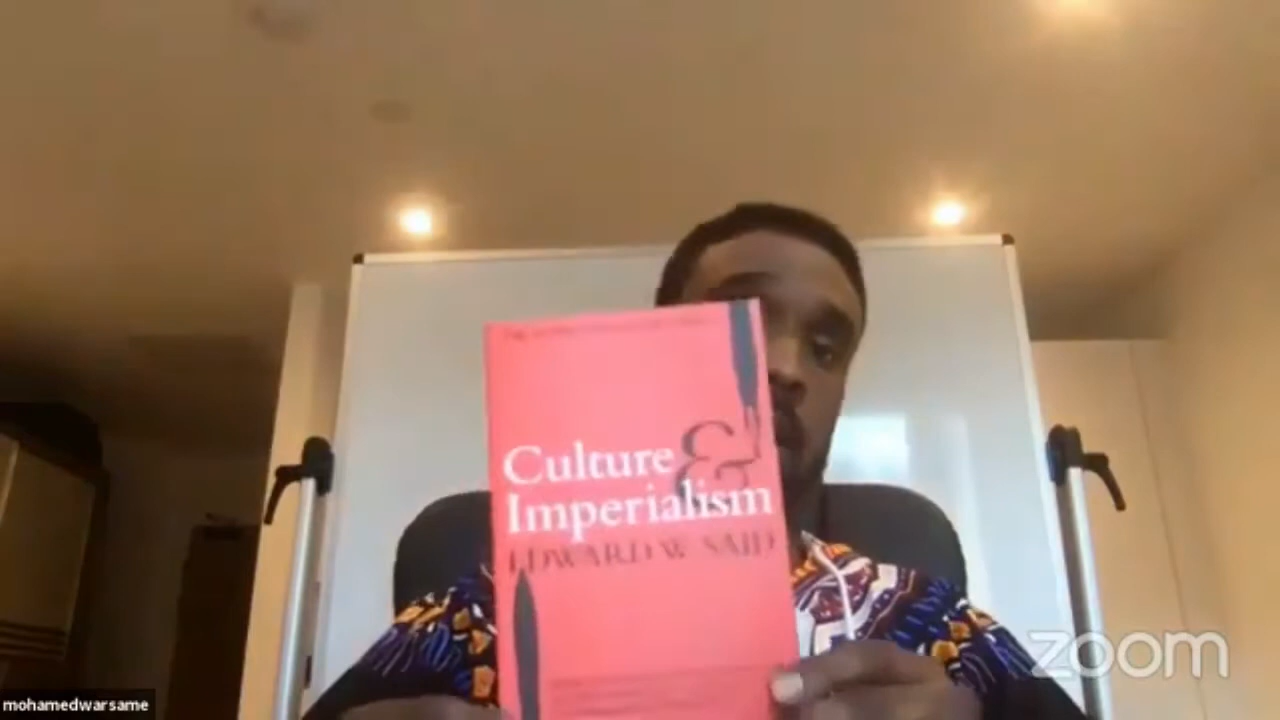 Culture &
Imperialism
EDWARD W. SAID
zoom
mohamedwarsame